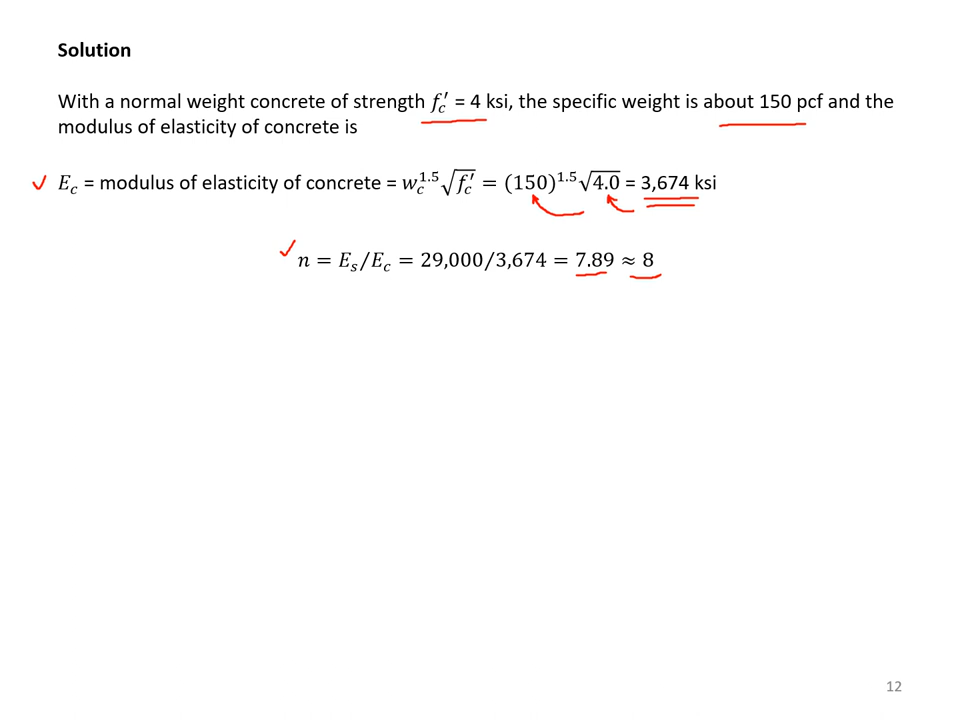 Solution
With a normal weight concrete of strength f′c = 4 ksi, the specific weight is about 150 pcf and the
modulus of elasticity of concrete is
✓ Ec = modulus of elasticity of concrete = wc^1.5√f′c = (150)^1.5√4.0 = 3,674 ksi
✓ n = Es/Ec = 29,000/3,674 = 7.89 ≈ 8
12